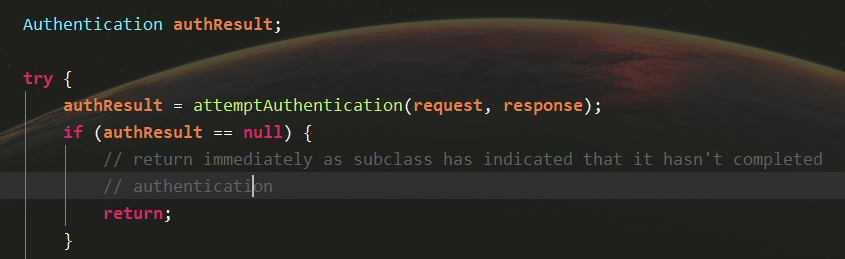 Authentication authResult;
try {
authResult = attemptAuthentication(request, response);
if (authResult == null) {
// return immediately as subclass has indicated that it hasn't completed
// authentication
return;
}